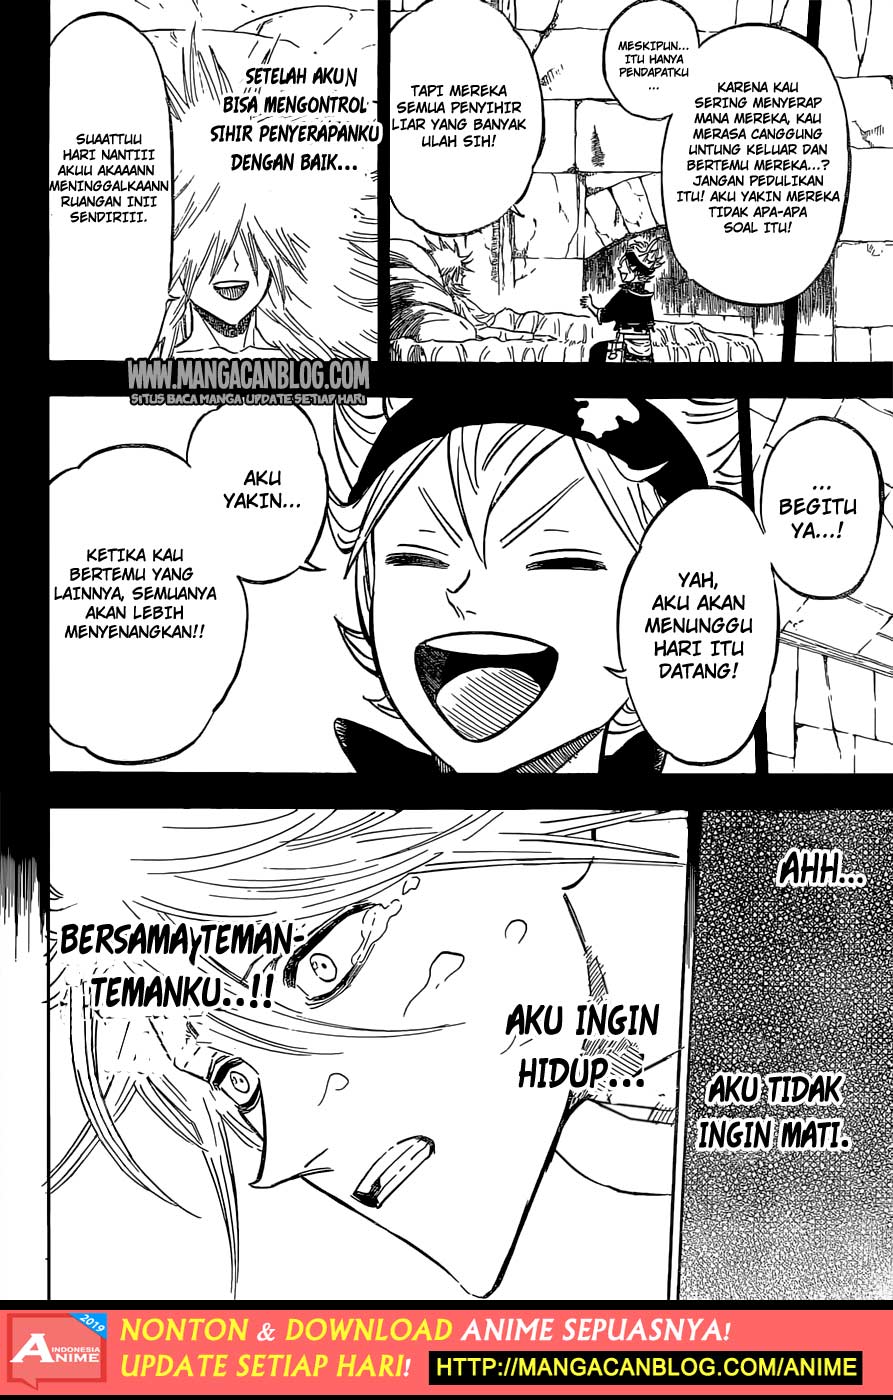 KARENA KAU
SERING MENYERAP
MANA MEREKA, KAU
MERASA CANGGUNG
UNTUNG KELUAR DAN
BERTEMU MEREKA...?
JANGAN PEDULIKAN
ITU! AKU YAKIN MEREKA
TIDAK APA-APA
SOAL ITU!
MESKIPUN...
ITU HANYA
PENDAPATKU
...
TAPI MEREKA
SEMUA PENYIHIR
LIAR YANG BANYAK
ULAH SIH!
SETELAH AKUN
BISA MENGONTROL
SIHIR PENYERAPANKU
DENGAN BAIK...
SUAATTUU
HARI NANTIII
AKUU AKAAANN
MENINGGALKAANN
RUANGAN INII
SENDIRIII.
WWW.MANGACANBLOG.COM
SITUS BACA MANGA UPDATE SETIAP HARI
...
BEGITU
YA...!
YAH,
AKU AKAN
MENUNGGU
HARI ITU
DATANG!
AKU
YAKIN...
KETIKA KAU
BERTEMU YANG
LAINNYA, SEMUANYA
AKAN LEBIH
MENYENANGKAN!!
AHH...
AKU TIDAK
INGIN MATI.
AKU INGIN
HIDUP...
BERSAMA TEMAN-
TEMANKU..!!
2019
INDONESIA
ANIME
NONTON & DOWNLOAD ANIME SEPUASNYA!
UPDATE SETIAP HARI! HTTP://MANGACANBLOG.COM/ANIME